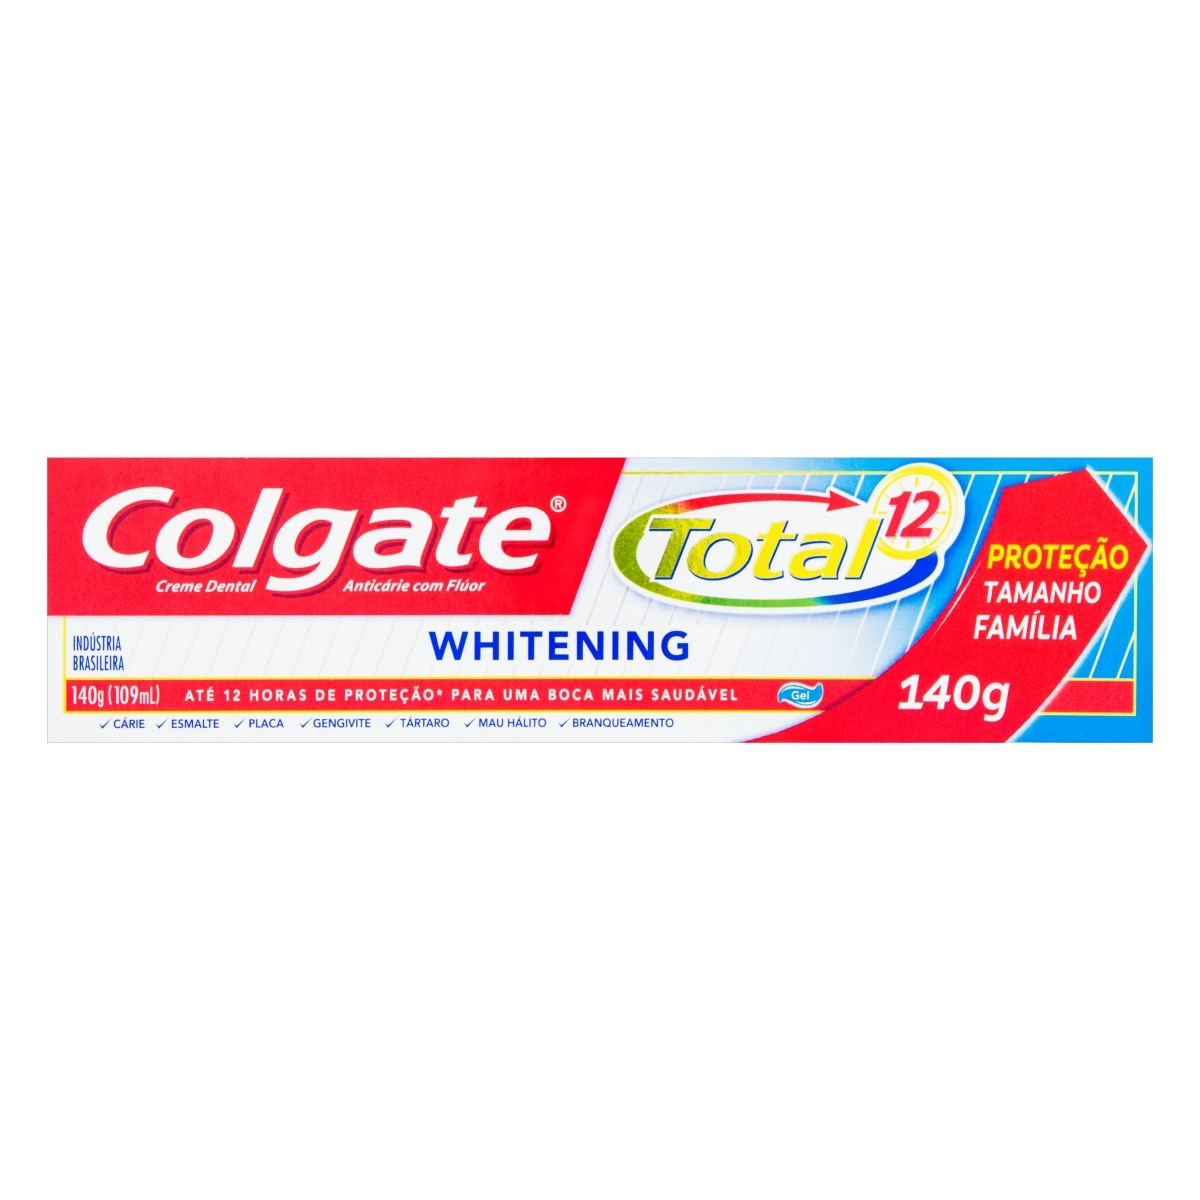 Colgate®
Creme Dental Anticárie com Flúor
Total 12
PROTEÇÃO
TAMANHO
FAMÍLIA
140g
INDÚSTRIA
BRASILEIRA
WHITENING
140g (109mL) ATÉ 12 HORAS DE PROTEÇÃO* PARA UMA BOCA MAIS SAUDÁVEL Gel
✓ CÁRIE ✓ ESMALTE ✓ PLACA ✓ GENGIVITE ✓ TÁRTARO ✓ MAU HÁLITO ✓ BRANQUEAMENTO